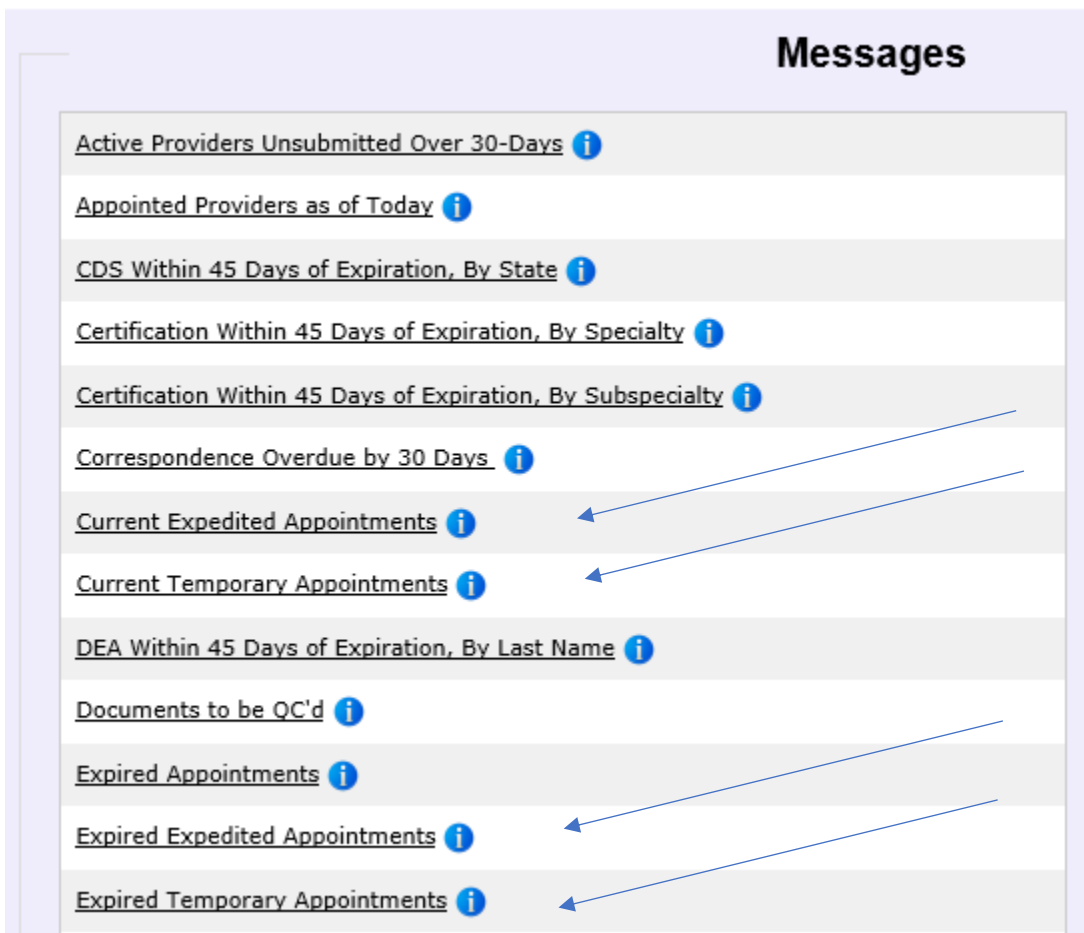 Messages
Active Providers Unsubmitted Over 30-Days
Appointed Providers as of Today
CDS Within 45 Days of Expiration, By State
Certification Within 45 Days of Expiration, By Specialty
Certification Within 45 Days of Expiration, By Subspecialty
Correspondence Overdue by 30 Days
Current Expedited Appointments
Current Temporary Appointments
DEA Within 45 Days of Expiration, By Last Name
Documents to be QC'd
Expired Appointments
Expired Expedited Appointments
Expired Temporary Appointments